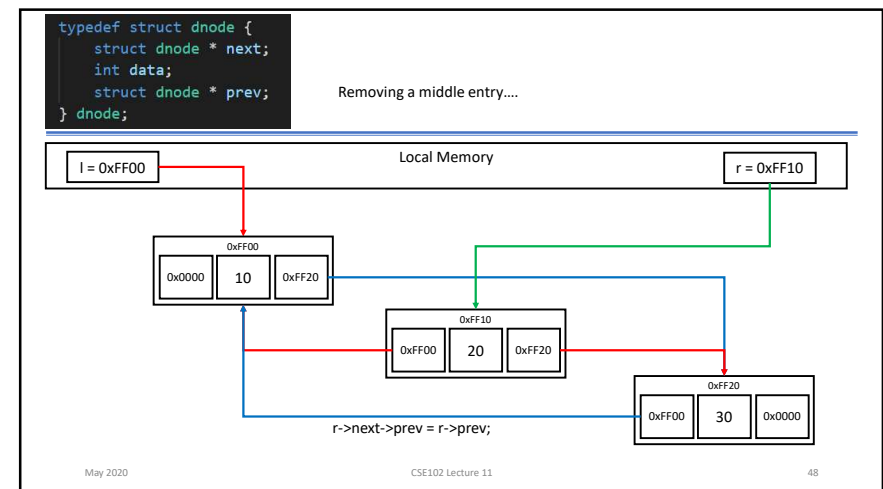 typedef struct dnode {
struct dnode * next;
int data;
struct dnode * prev;
} dnode;
Removing a middle entry….
Local Memory
l = 0xFF00
r = 0xFF10
0xFF00
0x0000 10 0xFF20
0xFF10
0xFF00 20 0xFF20
0xFF20
0xFF00 30 0x0000
r->next->prev = r->prev;
May 2020 CSE102 Lecture 11 48